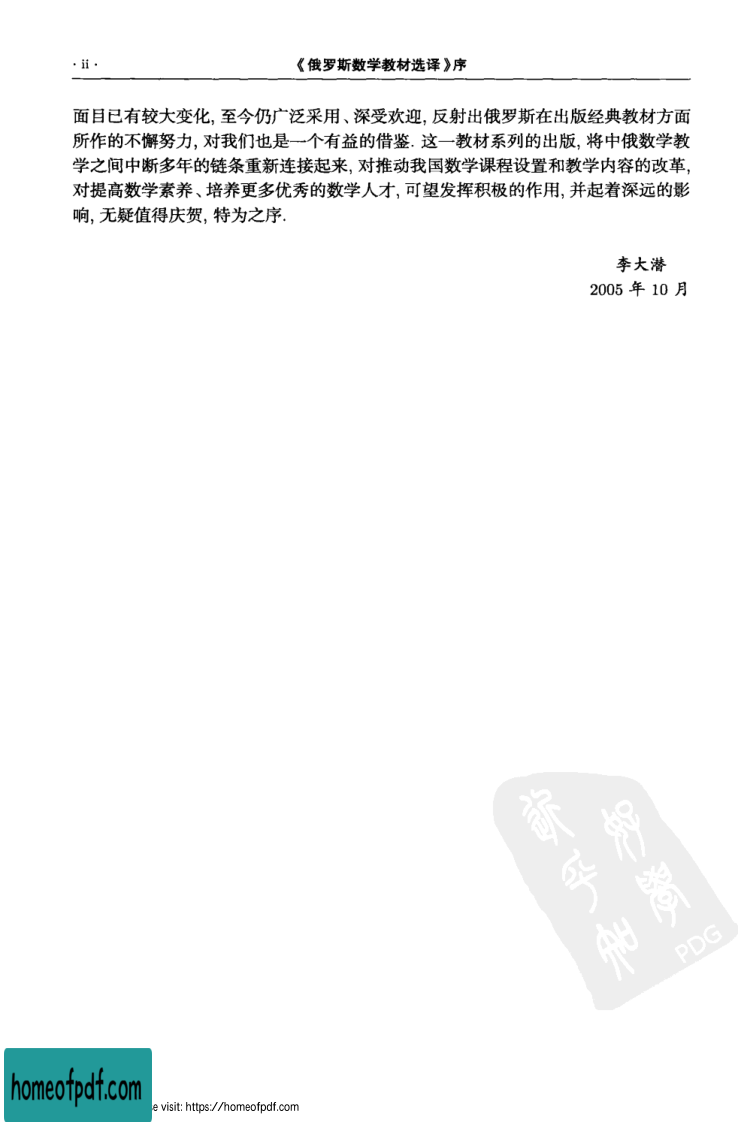 · ii ·
《俄罗斯数学教材选译》序
面目已有较大变化, 至今仍广泛采用、深受欢迎, 反射出俄罗斯在出版经典教材方面
所作的不懈努力, 对我们也是一个有益的借鉴. 这一教材系列的出版, 将中俄数学教
学之间中断多年的链条重新连接起来, 对推动我国数学课程设置和教学内容的改革,
对提高数学素养、培养更多优秀的数学人才, 可望发挥积极的作用, 并起着深远的影
响, 无疑值得庆贺, 特为之序.
李大潜
2005 年 10 月
PDG
homeofpdf.com
e visit: https://homeofpdf.com